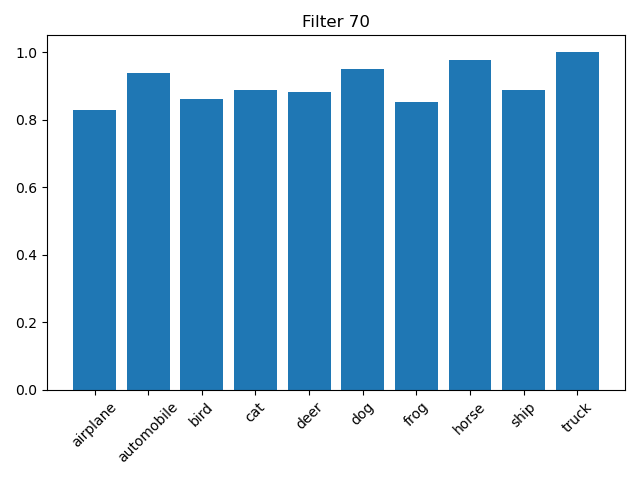 Filter 70
1.0
0.8
0.6
0.4
0.2
0.0
airplane
automobile
bird
cat
deer
dog
frog
horse
ship
truck